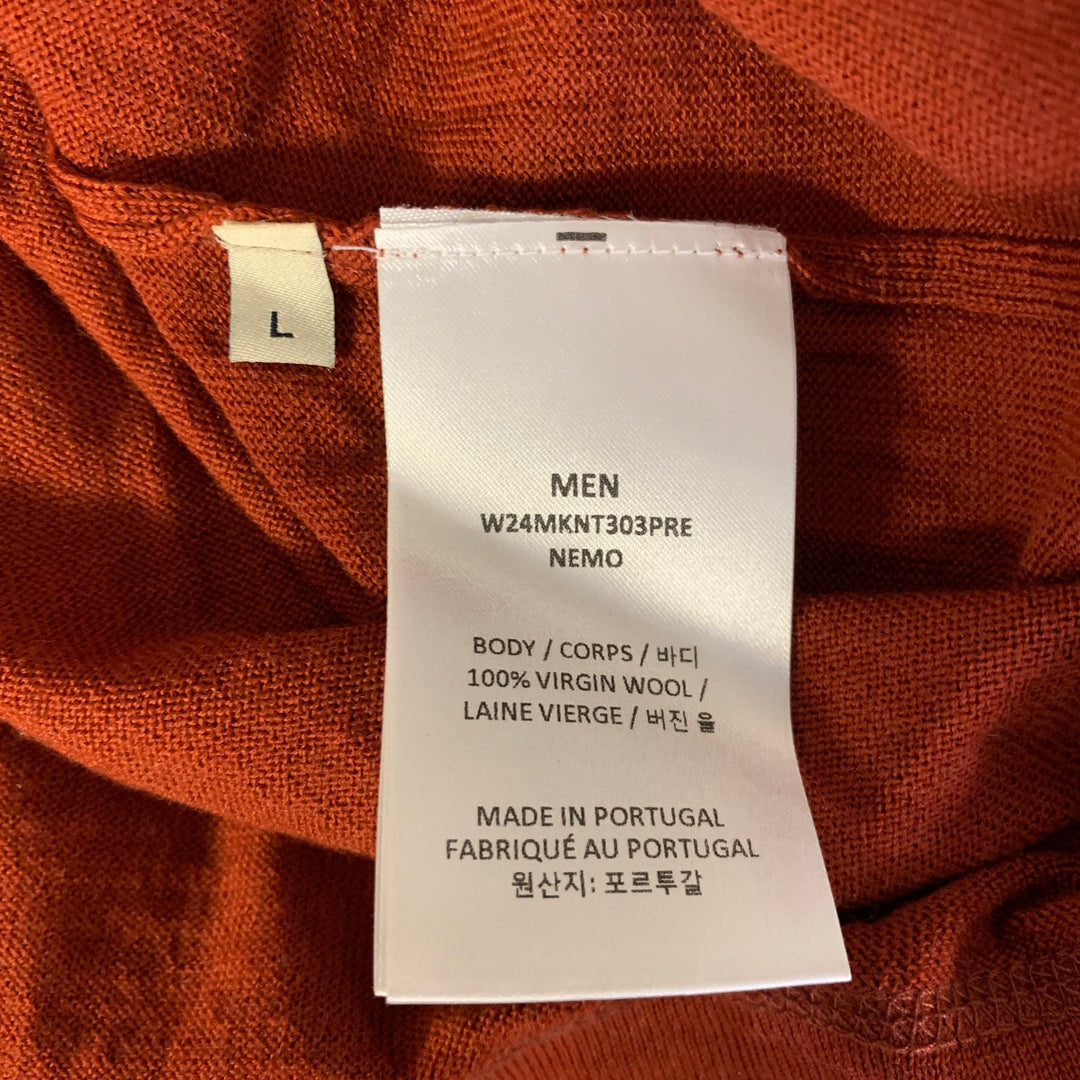 L
MEN
W24MKNT303PRE
NEMO
BODY / CORPS / 바디
100% VIRGIN WOOL /
LAINE VIERGE / 버진 울
MADE IN PORTUGAL
FABRIQUÉ AU PORTUGAL
원산지: 포르투갈